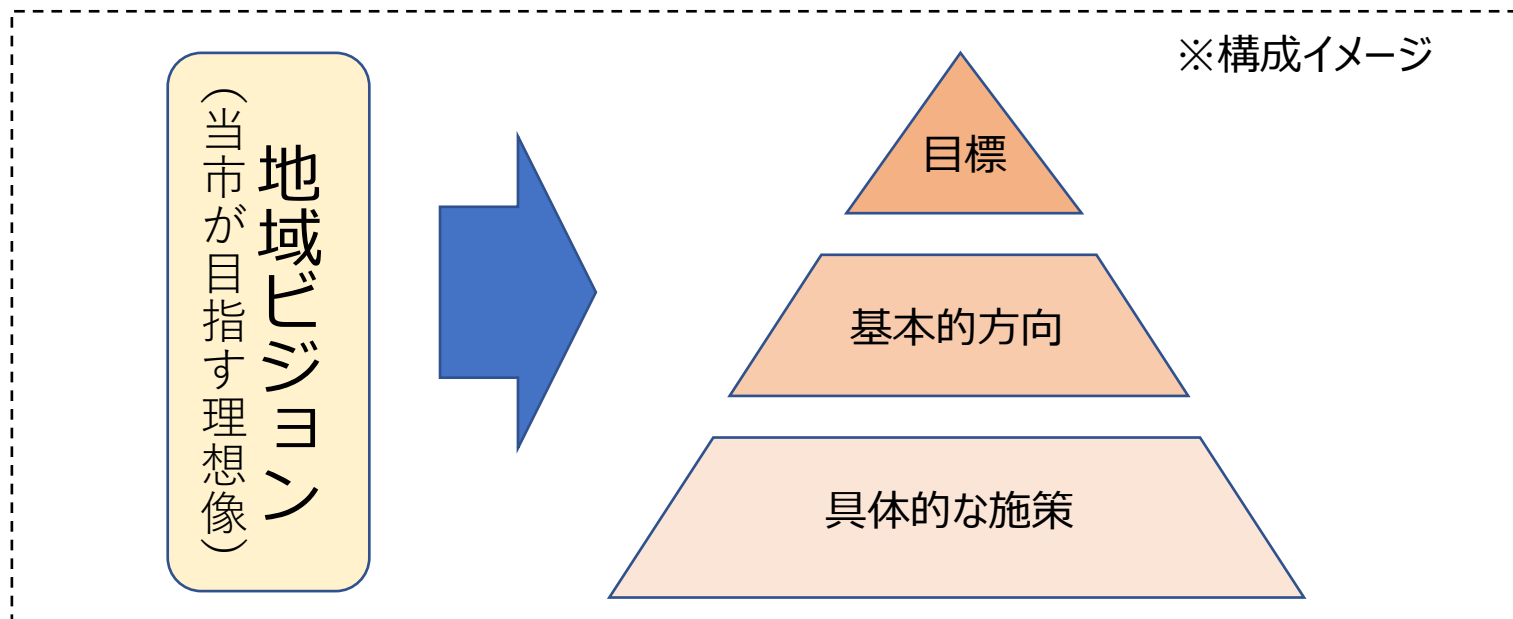 ※構成イメージ
地域ビジョン
(当市が目指す理想像)
目標
基本的方向
具体的な施策